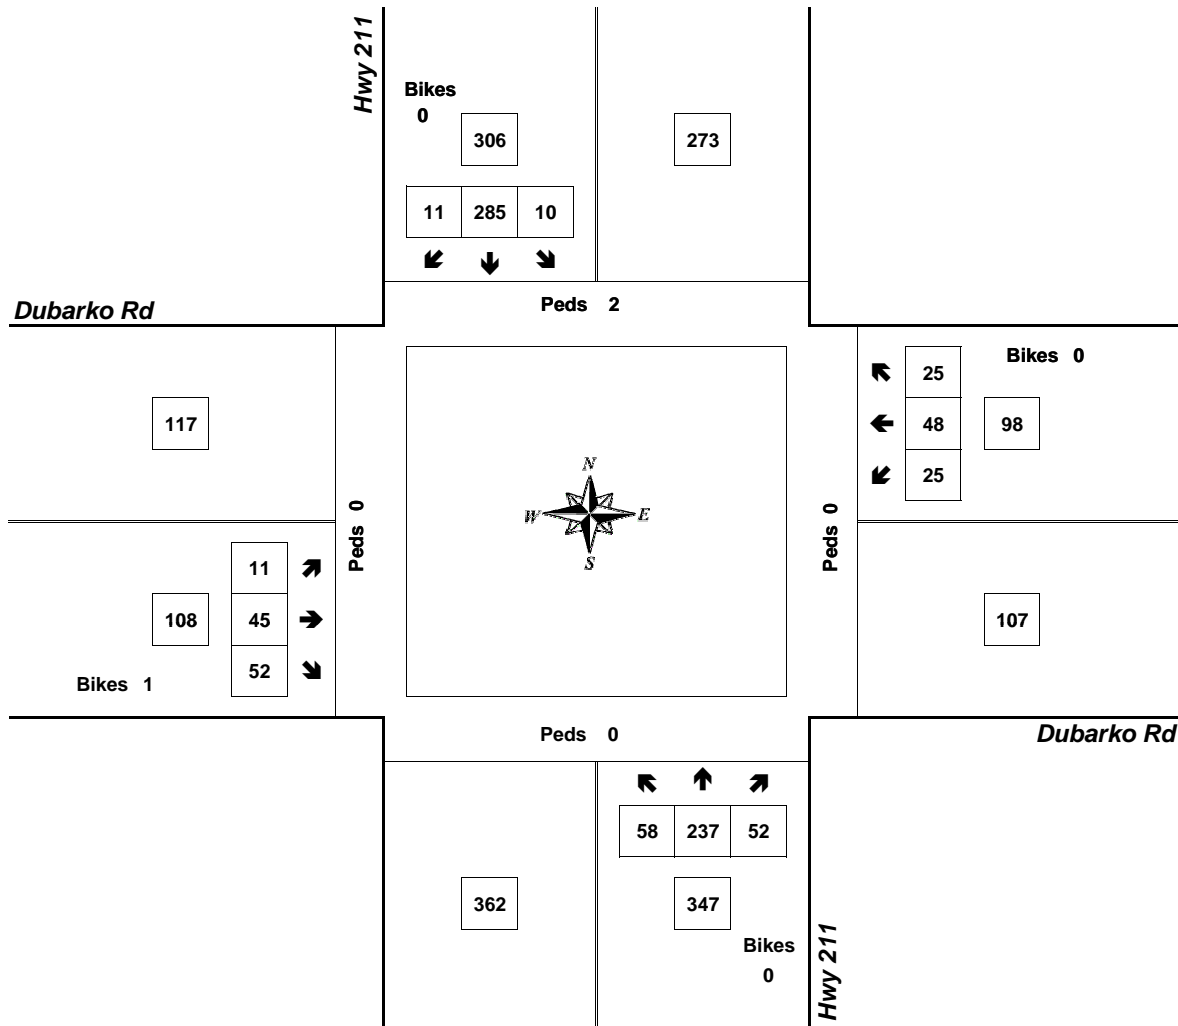 Hwy 211
Bikes
0
306
273
11 285 10
Peds 2
Dubarko Rd
25
Bikes 0
117
48
98
25
N
W E
S
Peds 0
Peds 0
11
108
45
107
52
Bikes 1
Peds 0
Dubarko Rd
58 237 52
362
347
Bikes
0
Hwy 211